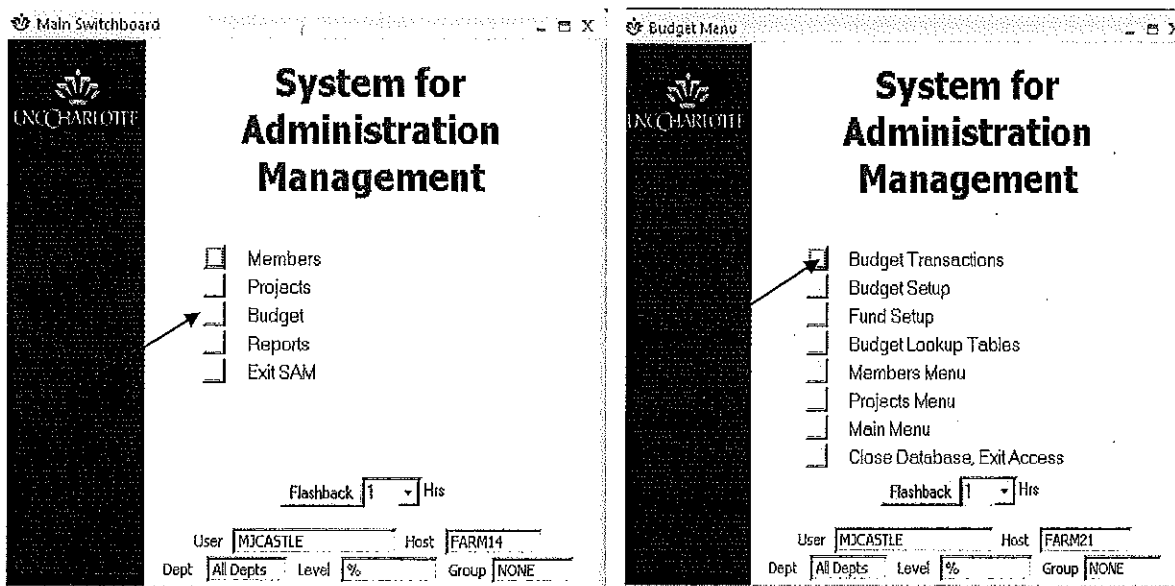 Main Switchboard
UNC CHARLOTTE
System for
Administration
Management
Members
Projects
Budget
Reports
Exit SAM
Flashback 1 Hrs
User MJCASTLE Host FARM14
Dept All Depts Level % Group NONE
Budget Menu
UNC CHARLOTTE
System for
Administration
Management
Budget Transactions
Budget Setup
Fund Setup
Budget Lookup Tables
Members Menu
Projects Menu
Main Menu
Close Database, Exit Access
Flashback 1 Hrs
User MJCASTLE Host FARM21
Dept All Depts Level % Group NONE